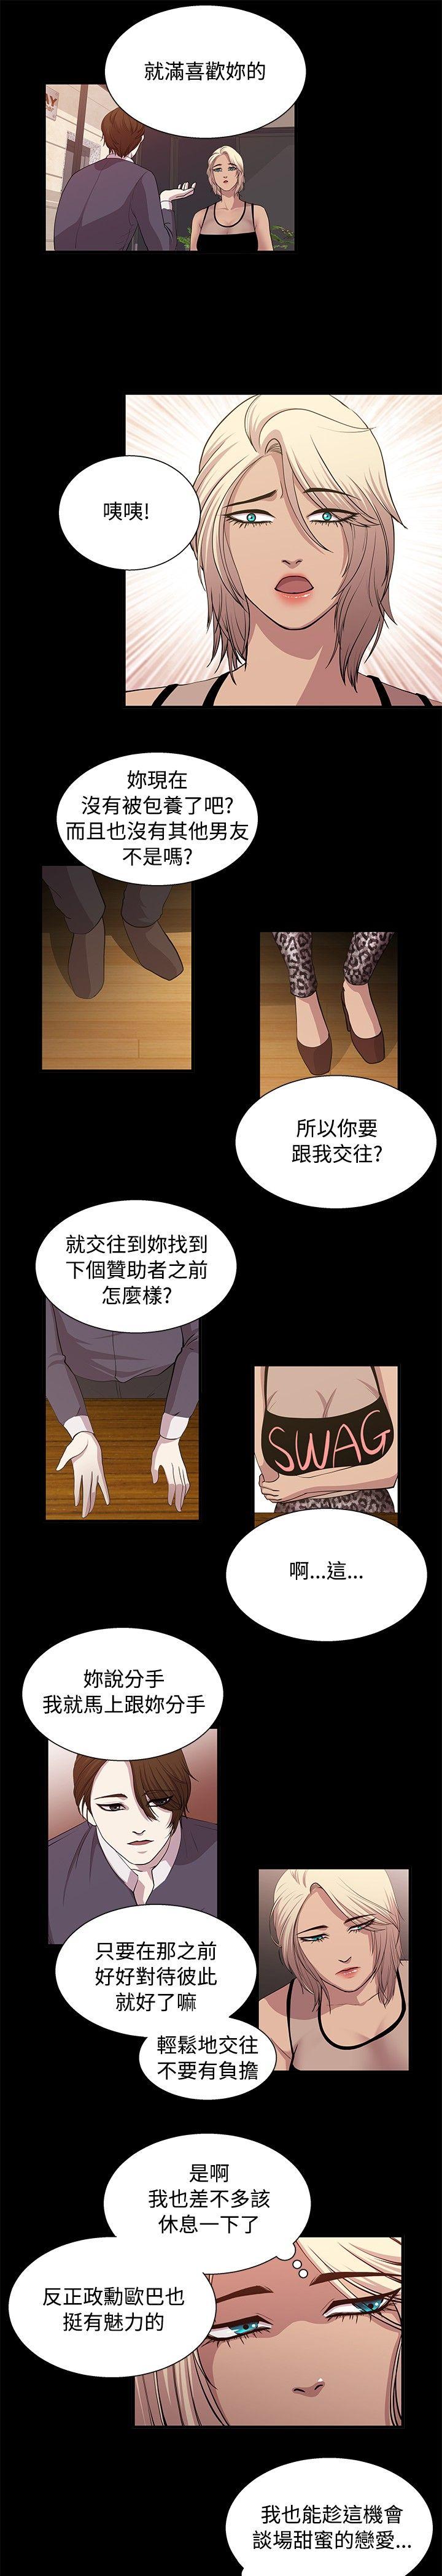 就滿喜歡妳的
AY
咦咦!
妳現在
沒有被包養了吧?
而且也沒有其他男友
不是嗎?
所以你要
跟我交往?
就交往到妳找到
下個贊助者之前
怎麼樣?
SWAG
啊...這...
妳說分手
我就馬上跟妳分手
只要在那之前
好好對待彼此
就好了嘛
輕鬆地交往
不要有負擔
是啊
我也差不多該
休息一下了
反正政勳歐巴也
挺有魅力的
我也能趁這機會
談場甜蜜的戀愛...